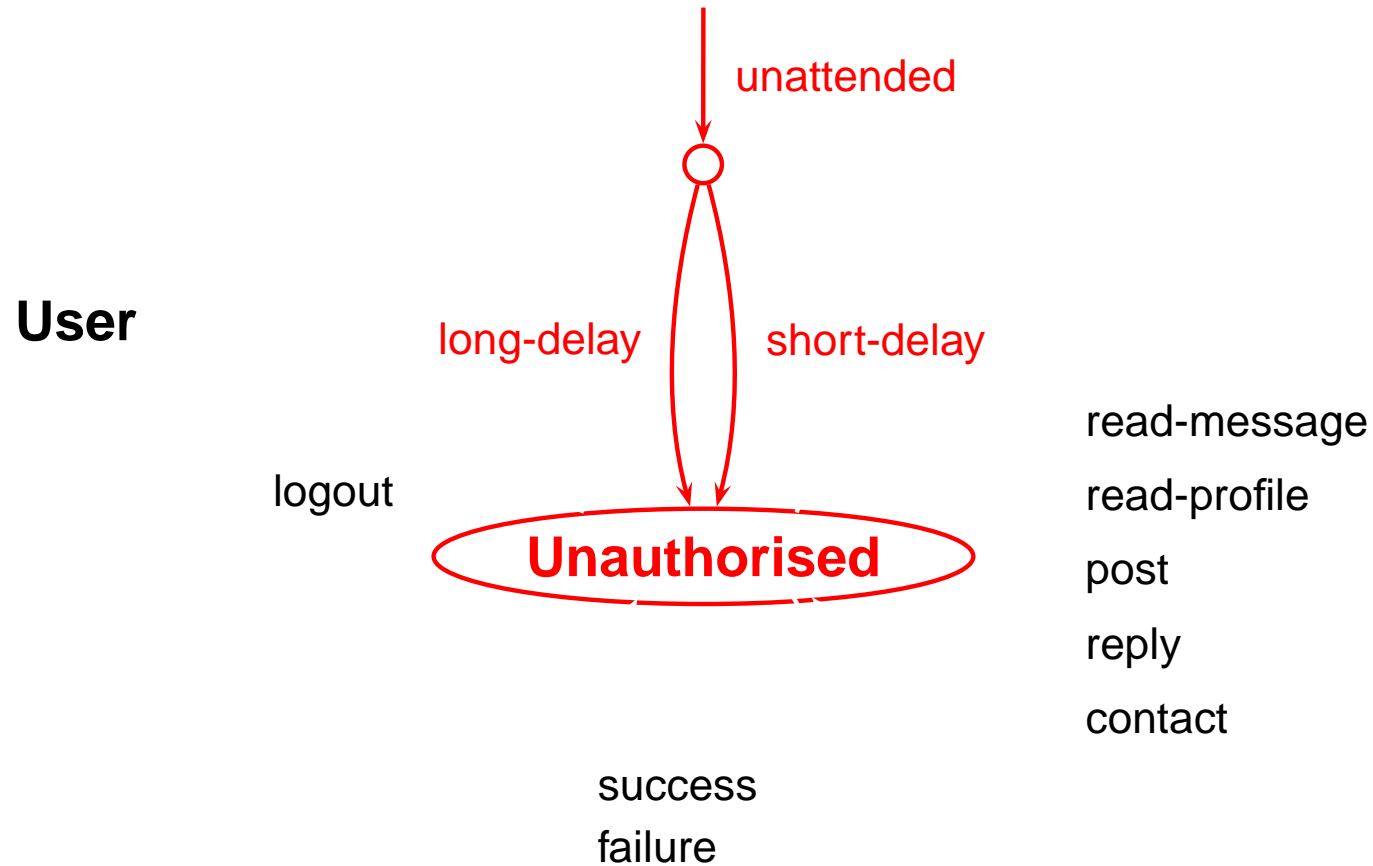 unattended
User
long-delay
short-delay
read-message
logout
read-profile
Unauthorised
post
reply
contact
success
failure